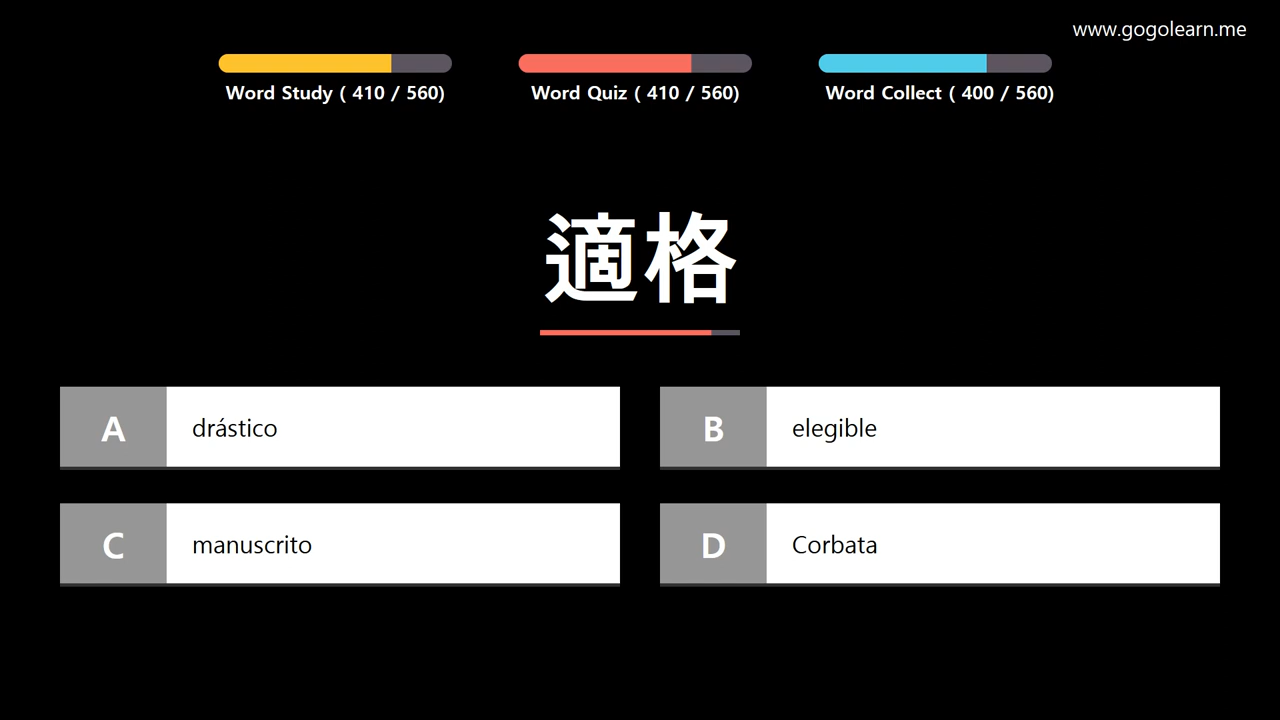 www.gogolearn.me
Word Study ( 410 / 560)
Word Quiz ( 410 / 560)
Word Collect ( 400 / 560)
適格
A
drástico
B
elegible
C
manuscrito
D
Corbata